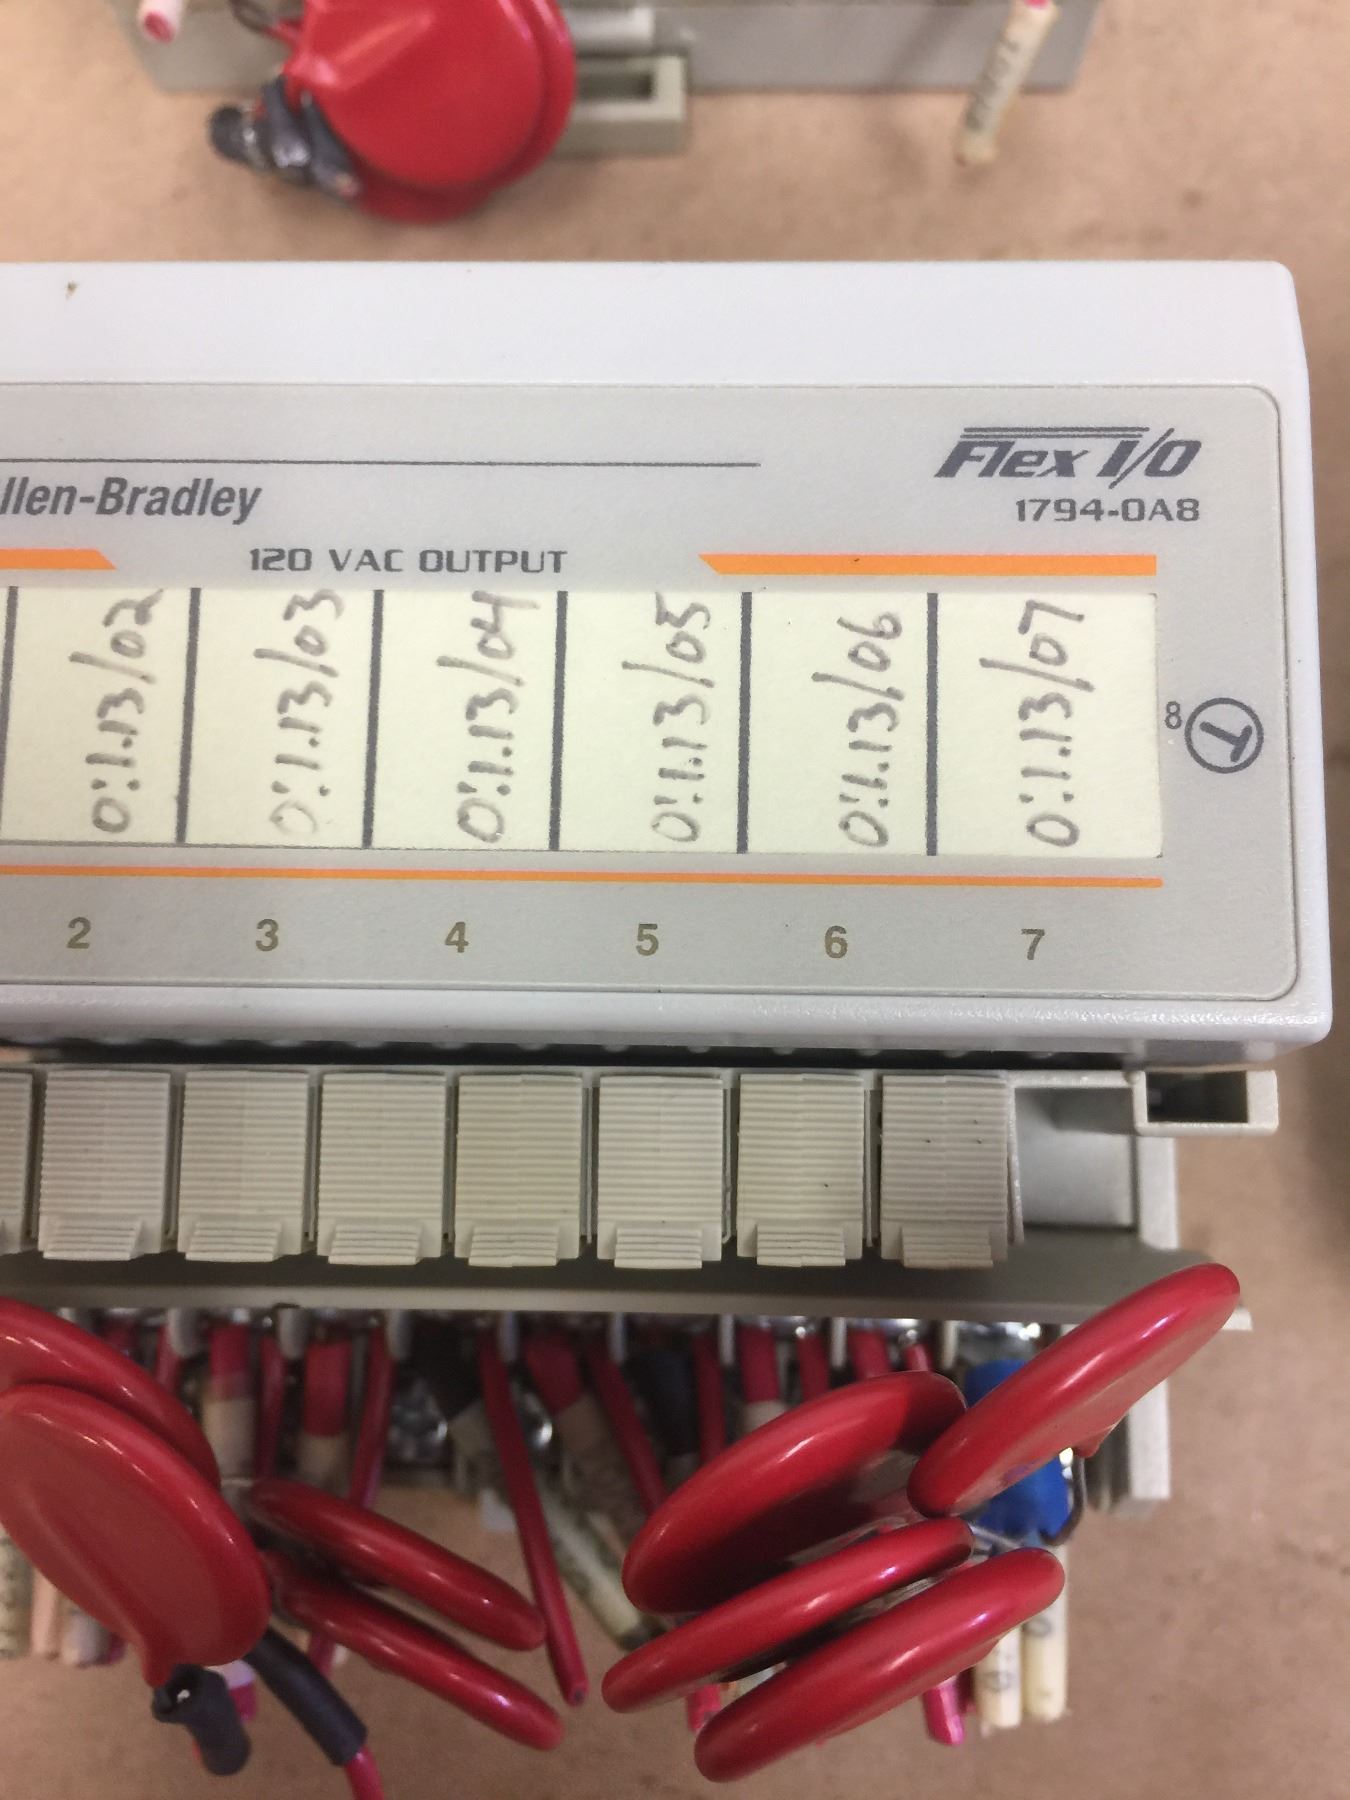 Flex I/O
llen-Bradley
1794-OA8
120 VAC OUTPUT
O:1.13/02
O:1.13/03
O:1.13/04
O:1.13/05
O:1.13/06
O:1.13/07
8
2 3 4 5 6 7